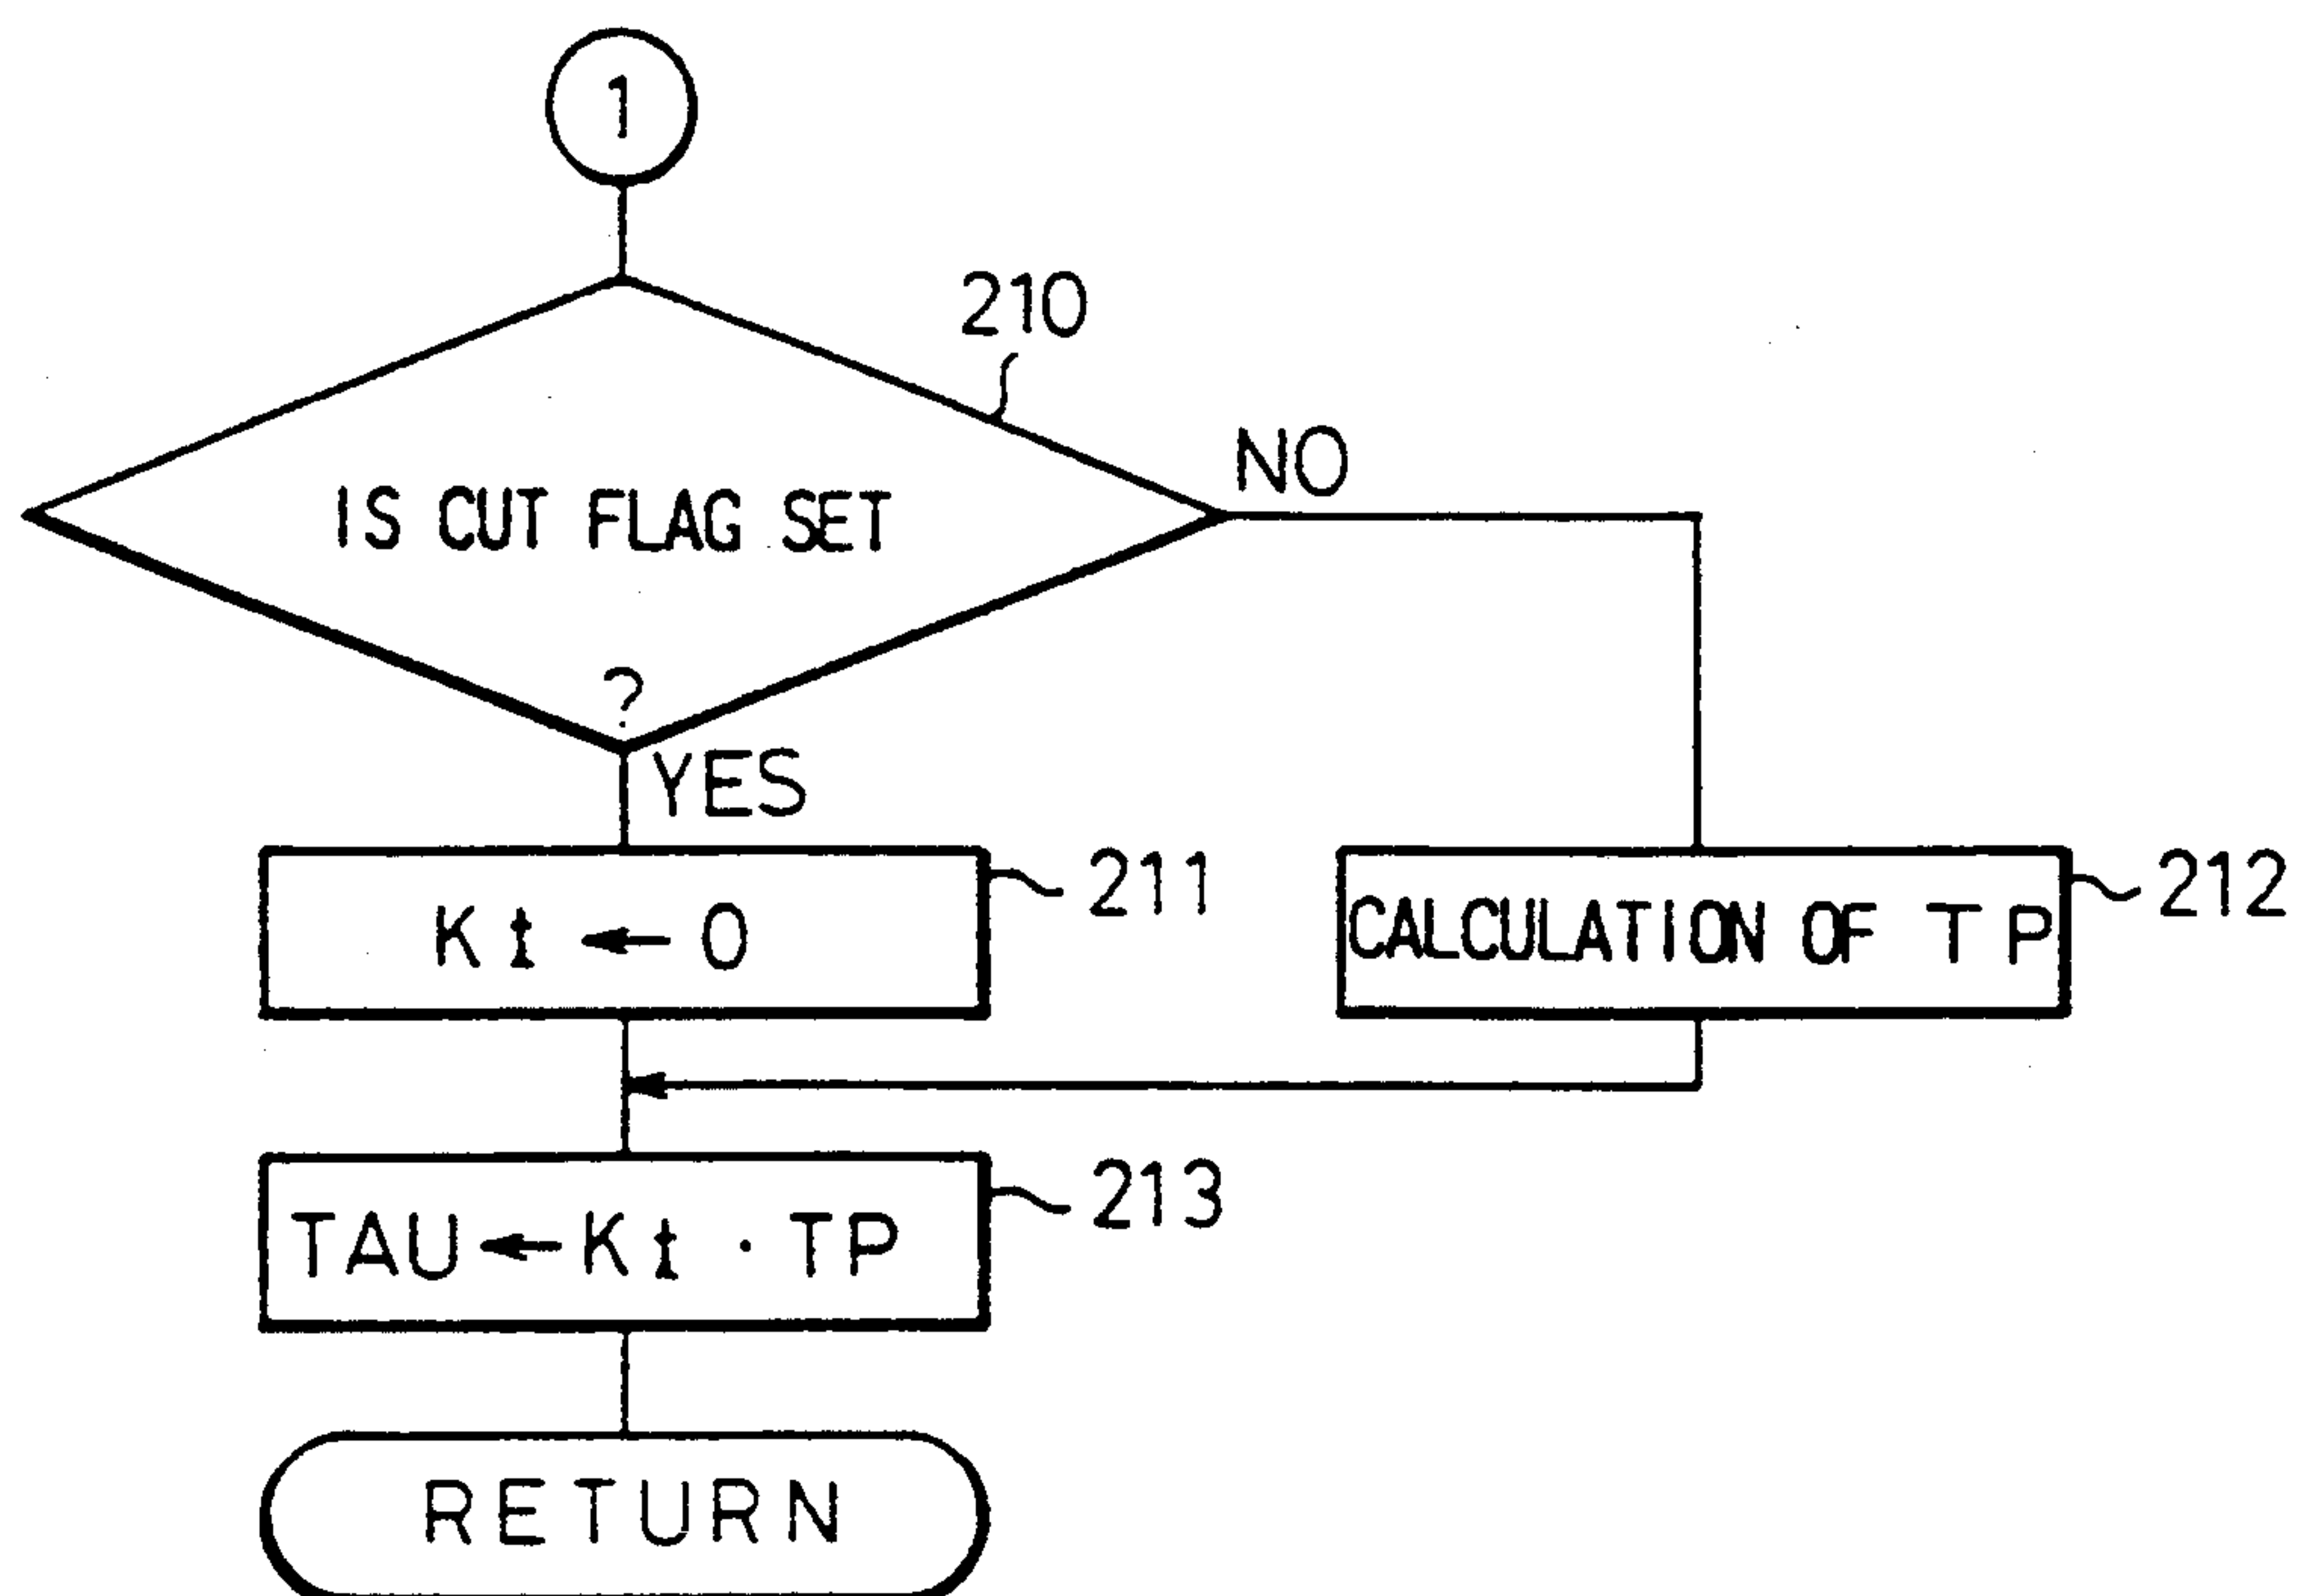 1
210
NO
IS CUT FLAG SET
?
YES
211
Kt ← 0
212
CALCULATION OF TP
213
TAU ← Kt · TP
RETURN